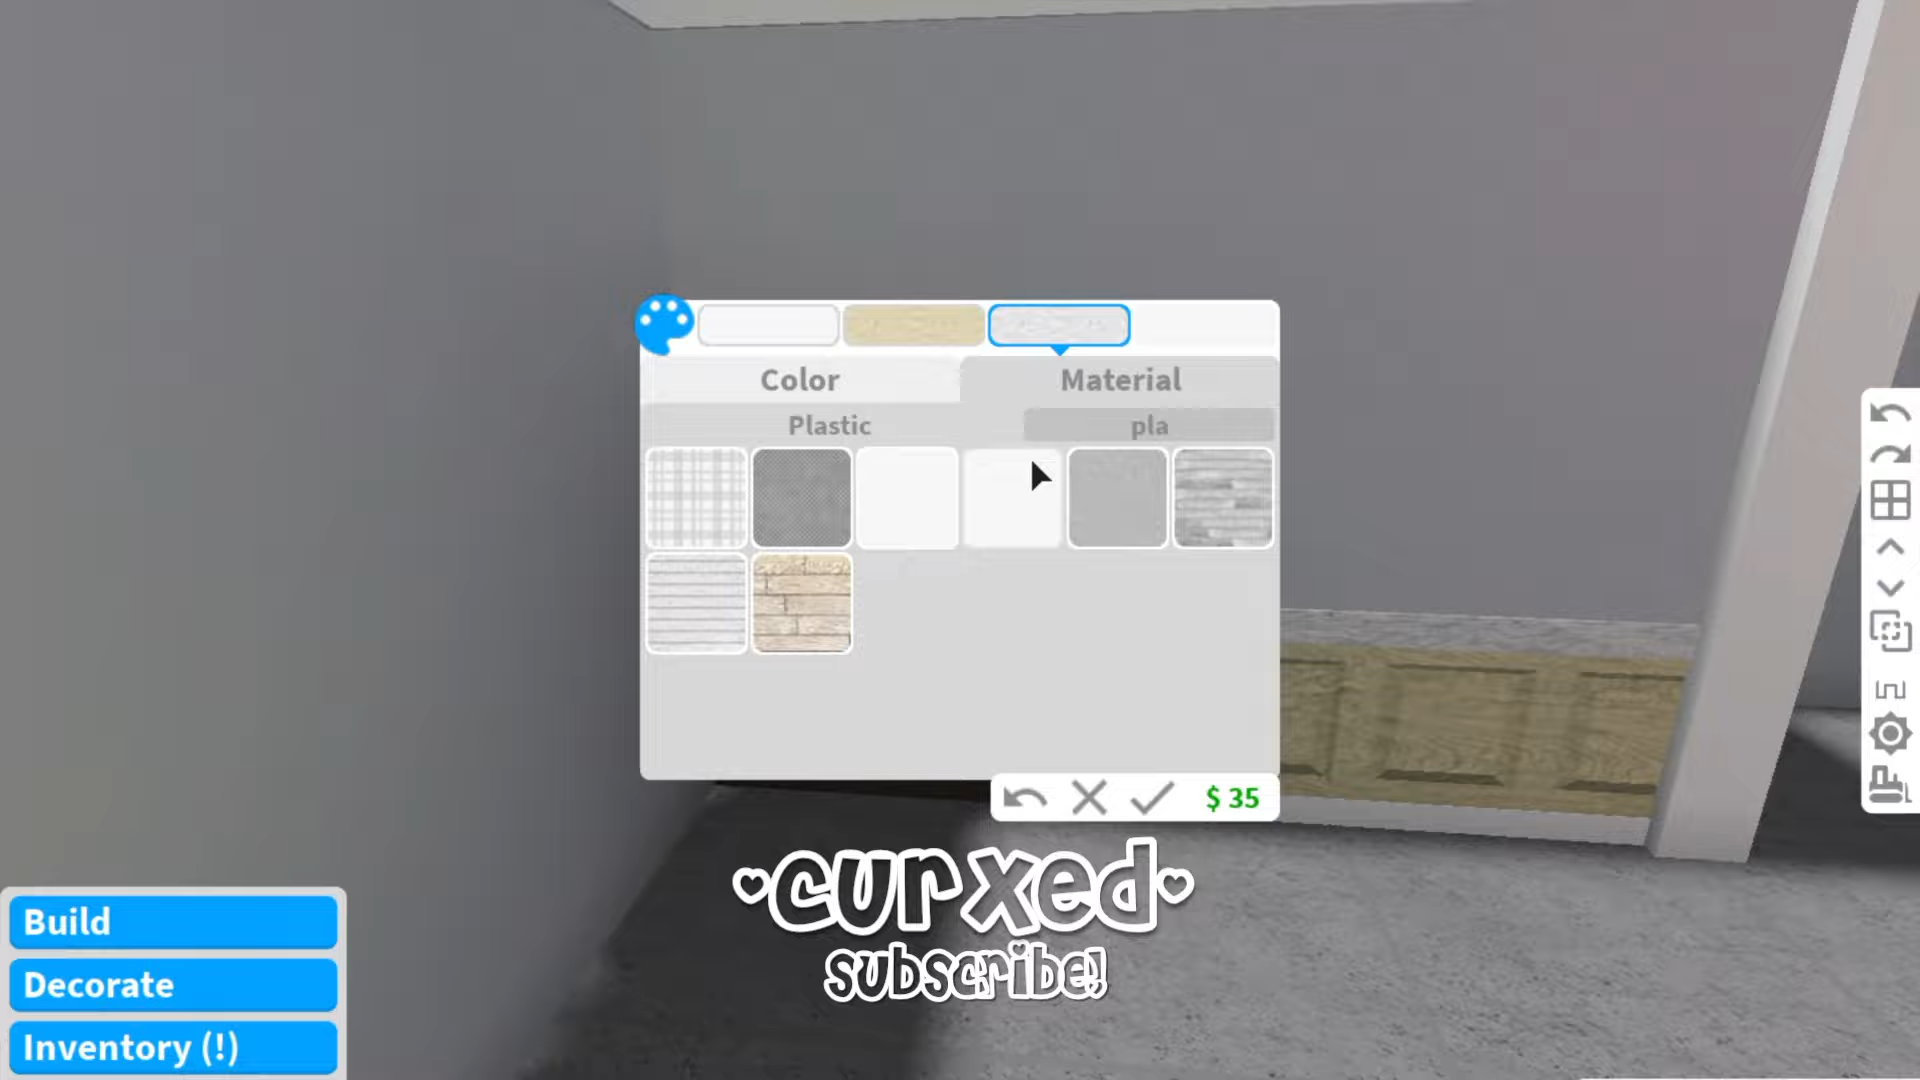 Color
Material
Plastic
pla
$ 35
•curxed•
subscribe!
Build
Decorate
Inventory (!)